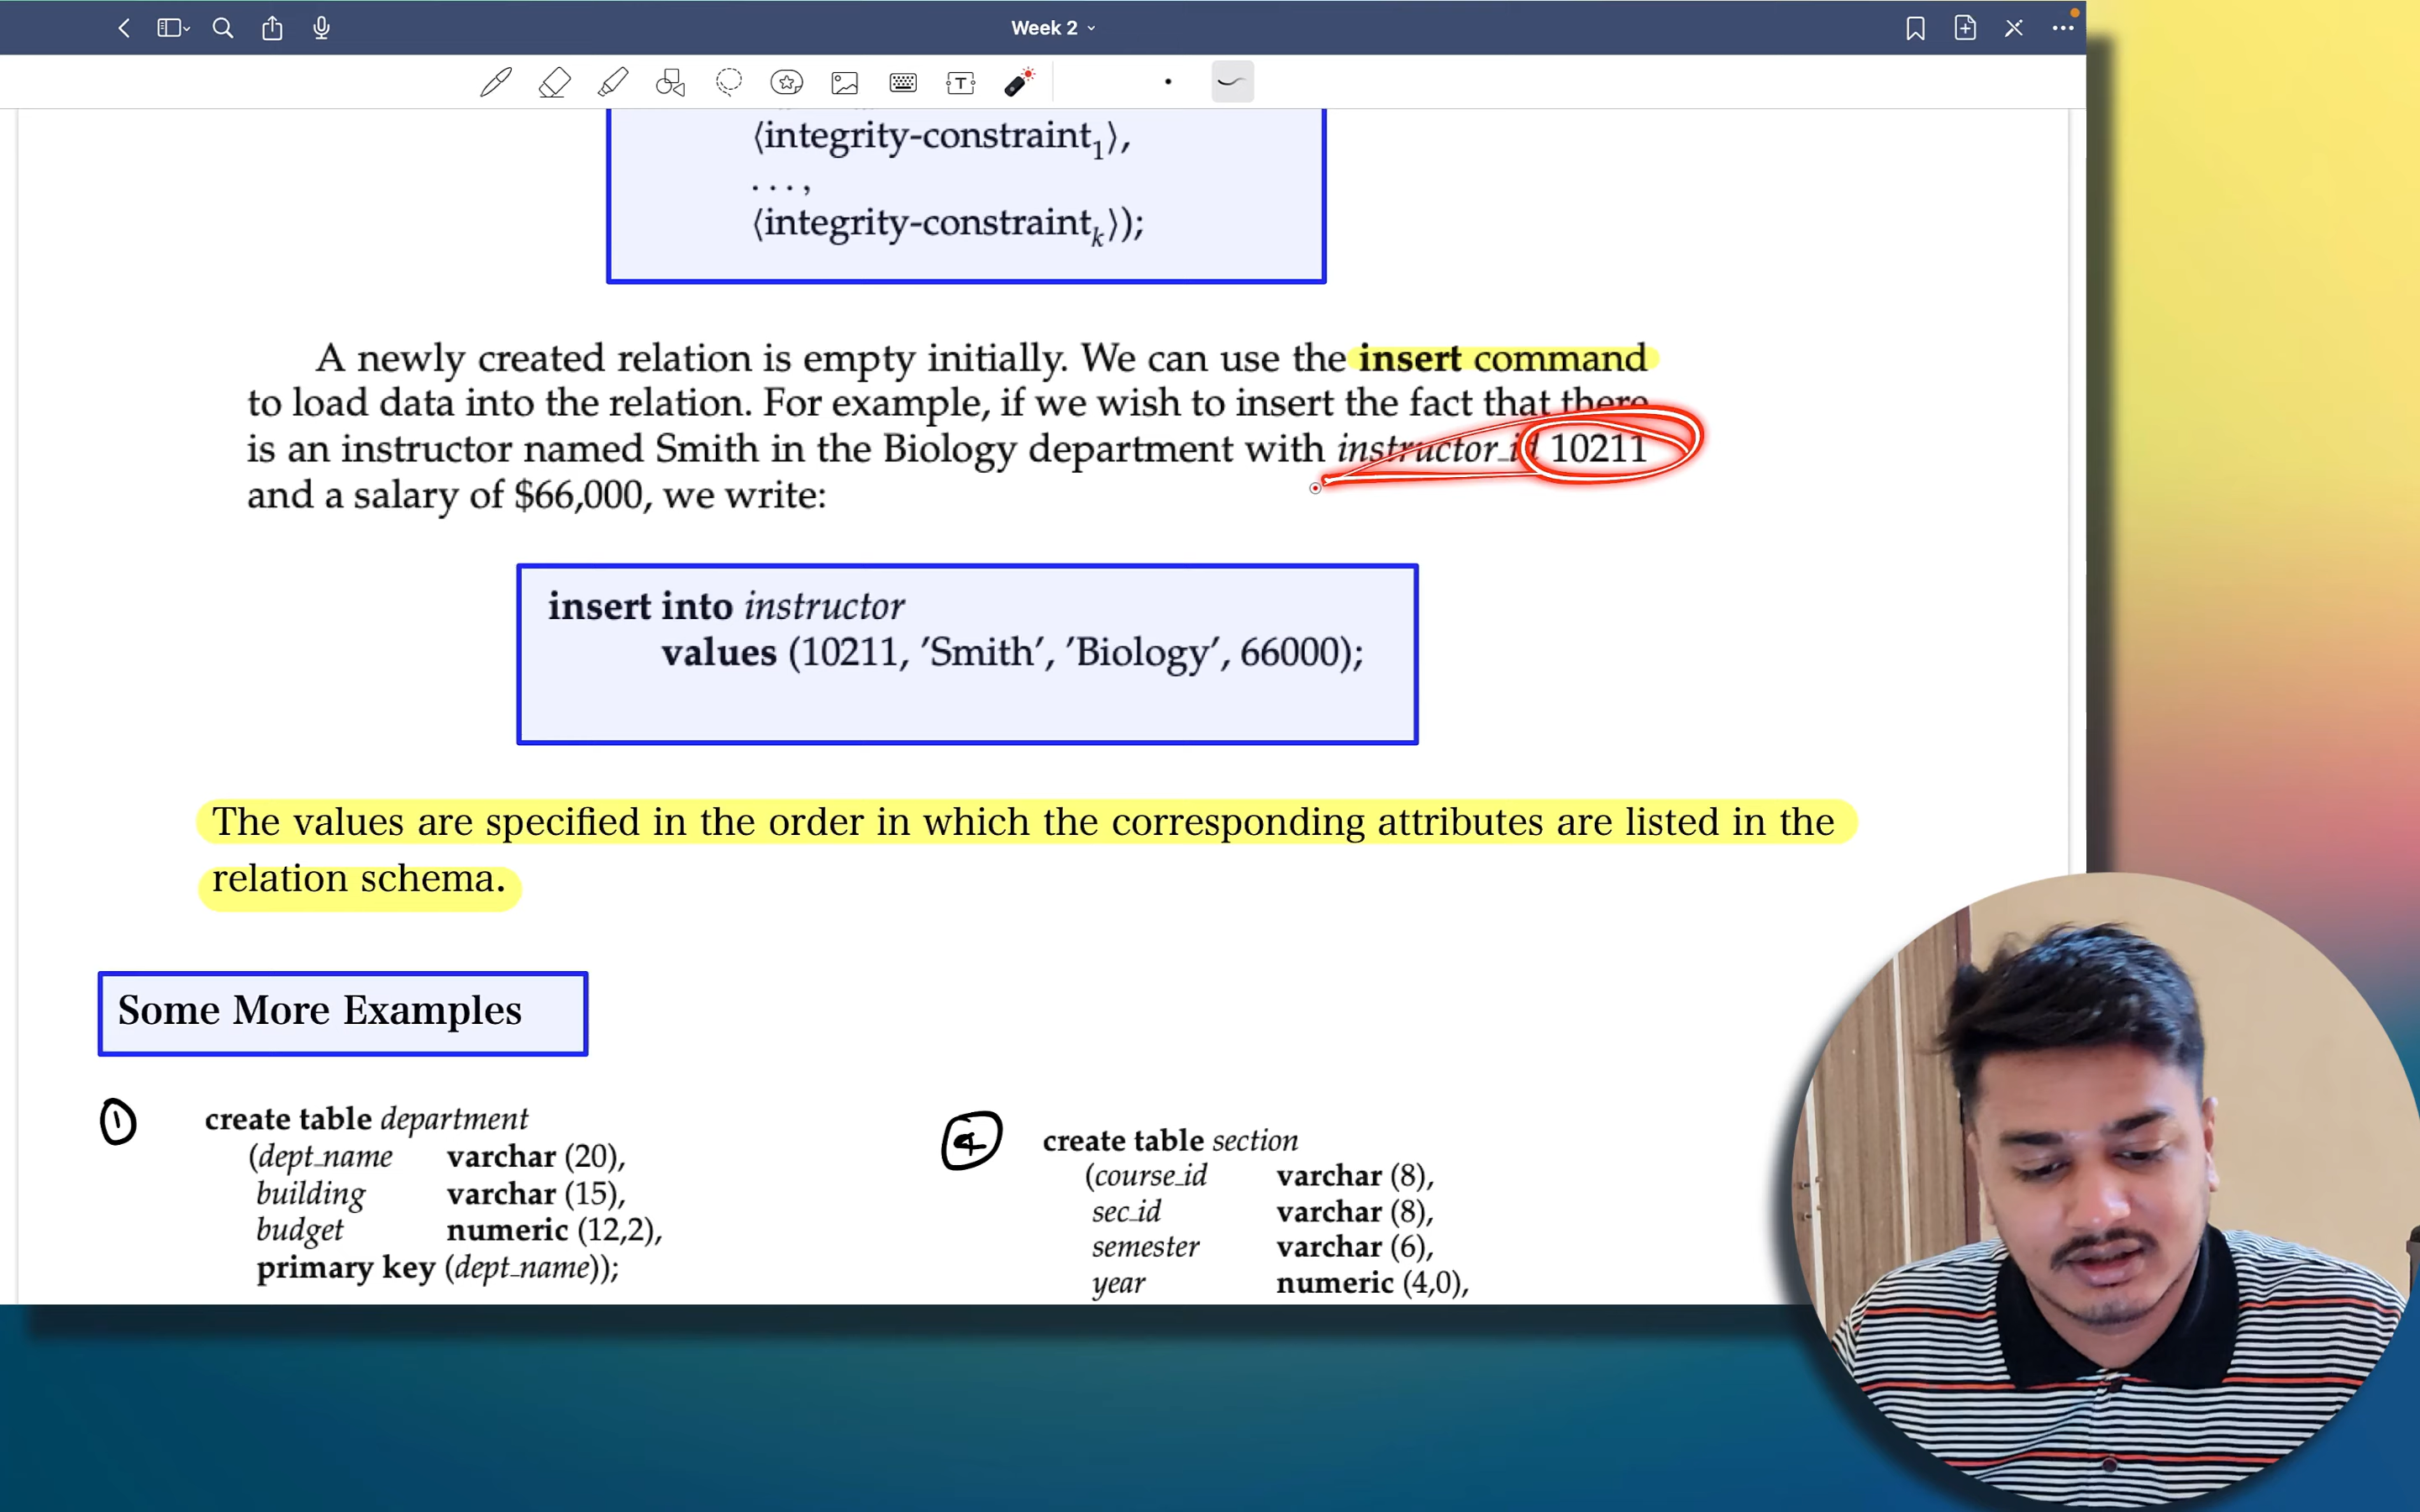 Week 2
⟨integrity-constraint₁⟩,
. . . ,
⟨integrity-constraintₖ⟩);
A newly created relation is empty initially. We can use the insert command
to load data into the relation. For example, if we wish to insert the fact that there
is an instructor named Smith in the Biology department with instructor_id 10211
and a salary of $66,000, we write:
insert into instructor
values (10211, ’Smith’, ’Biology’, 66000);
The values are specified in the order in which the corresponding attributes are listed in the
relation schema.
Some More Examples
1
create table department
(dept_name varchar (20),
building varchar (15),
budget numeric (12,2),
primary key (dept_name));
4
create table section
(course_id varchar (8),
sec_id varchar (8),
semester varchar (6),
year numeric (4,0),